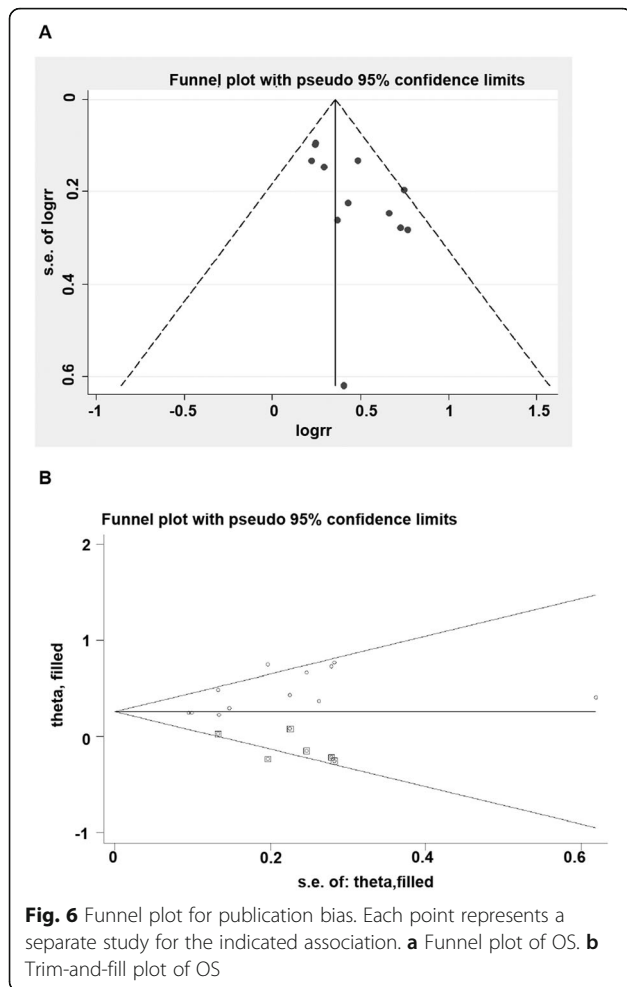 A
Funnel plot with pseudo 95% confidence limits
0
0.2
0.4
0.6
s.e. of logrr
-1
-0.5
0
0.5
1
1.5
logrr
B
Funnel plot with pseudo 95% confidence limits
2
1
0
-1
theta, filled
0
0.2
0.4
0.6
s.e. of: theta,filled
Fig. 6 Funnel plot for publication bias. Each point represents a
separate study for the indicated association. a Funnel plot of OS. b
Trim-and-fill plot of OS